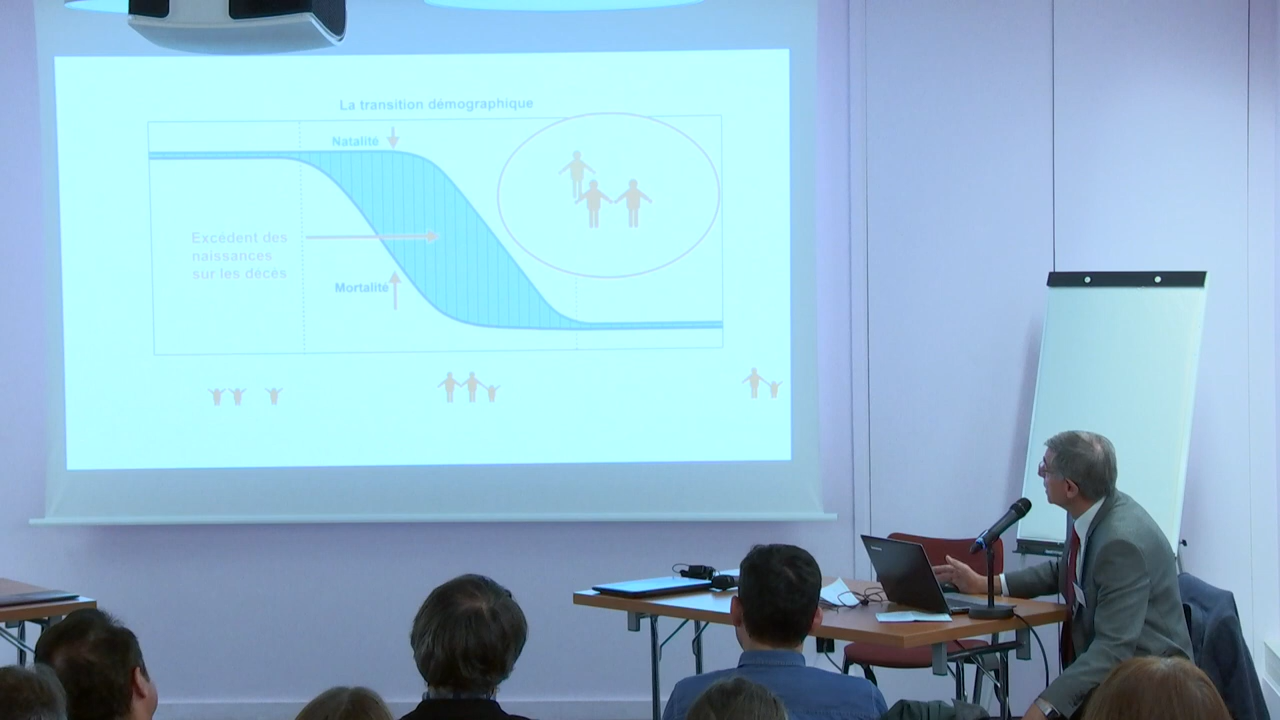 La transition démographique
Natalité
Excédent des
naissances
sur les décès
Mortalité